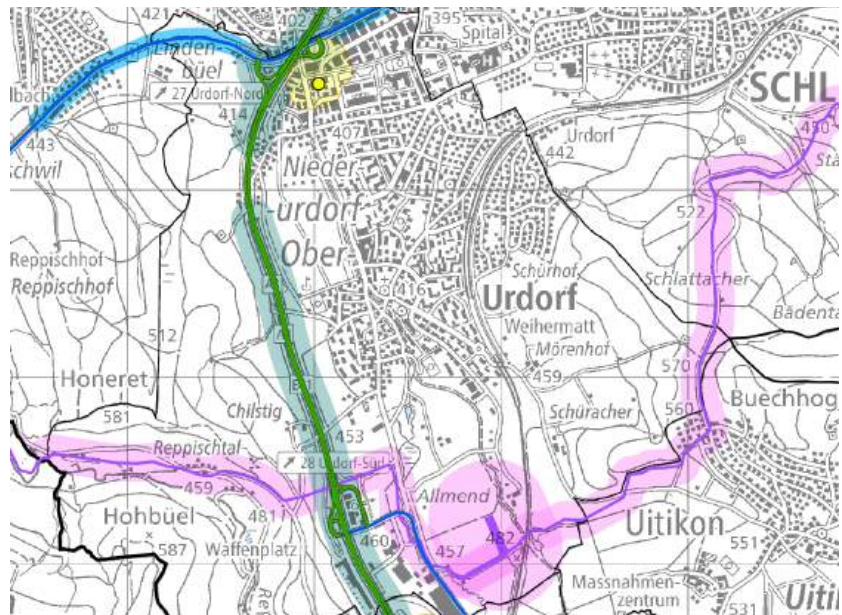 421
402
395
Spital
H
Linden-
büel
SCHL
27 Urdorf-Nord
414
407
450
443
Urdorf
442
Nieder-
urdorf
Ober
522
Reppischhof
Reppischhof
Schürhof
Schlattacher
416
Urdorf
512
Weihermatt
Mörenhof
570
459
Honeret
Schüracher
560
Buechhog
581
Chilstig
453
Reppischtal
28 Urdorf-Süd
459
Allmend
481
Hohbüel
482
Uitikon
460
457
551
587
Waffenplatz
Massnahmen-
zentrum
531
Uiti